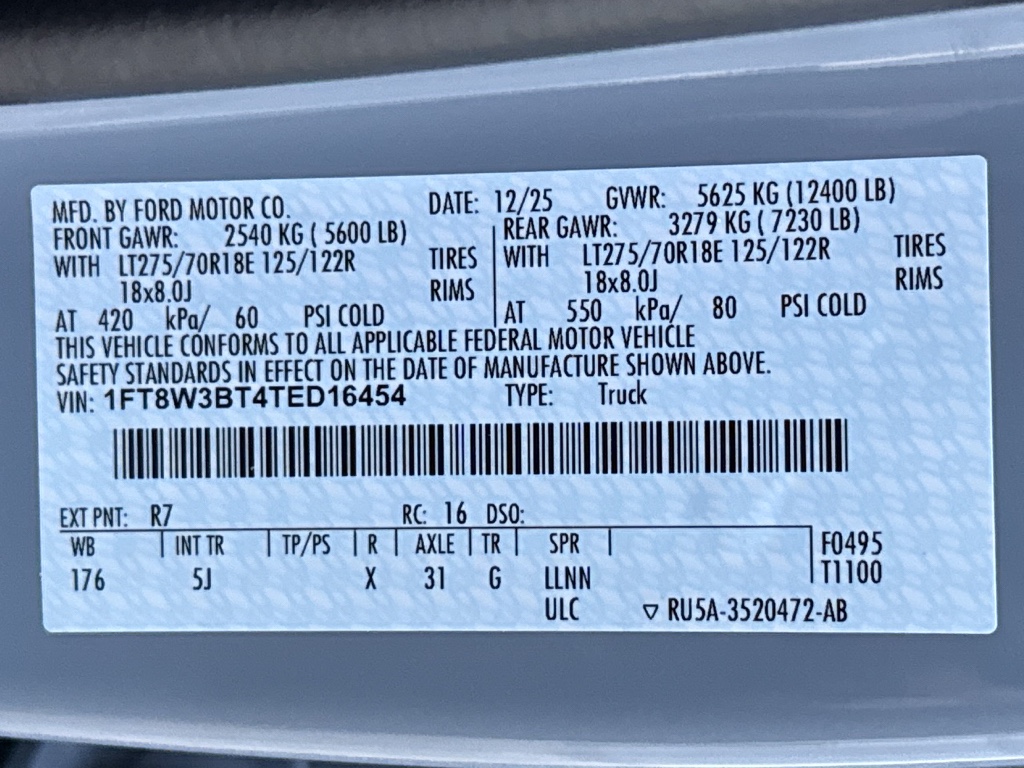 MFD. BY FORD MOTOR CO. DATE: 12/25 GVWR: 5625 KG (12400 LB)
FRONT GAWR: 2540 KG ( 5600 LB) REAR GAWR: 3279 KG ( 7230 LB)
WITH LT275/70R18E 125/122R TIRES WITH LT275/70R18E 125/122R TIRES
18x8.0J RIMS 18x8.0J RIMS
AT 420 kPa/ 60 PSI COLD AT 550 kPa/ 80 PSI COLD
THIS VEHICLE CONFORMS TO ALL APPLICABLE FEDERAL MOTOR VEHICLE
SAFETY STANDARDS IN EFFECT ON THE DATE OF MANUFACTURE SHOWN ABOVE.
VIN: 1FT8W3BT4TED16454 TYPE: Truck
EXT PNT: R7 RC: 16 DSO:
WB INT TR TP/PS R AXLE TR SPR F0495
176 5J X 31 G LLNN T1100
ULC ▽ RU5A-3520472-AB